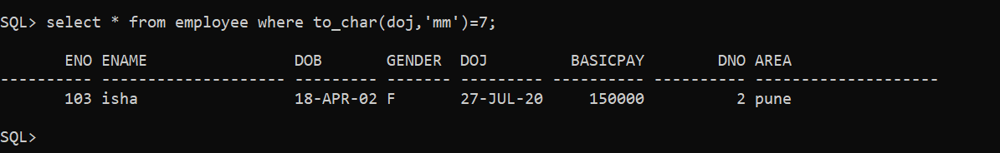 SQL> select * from employee where to_char(doj,'mm')=7;
       ENO ENAME                DOB       GENDER  DOJ        BASICPAY        DNO AREA
---------- -------------------- --------- ------- --------- ---------- ---------- --------------------
       103 isha                 18-APR-02 F       27-JUL-20     150000          2 pune
SQL>